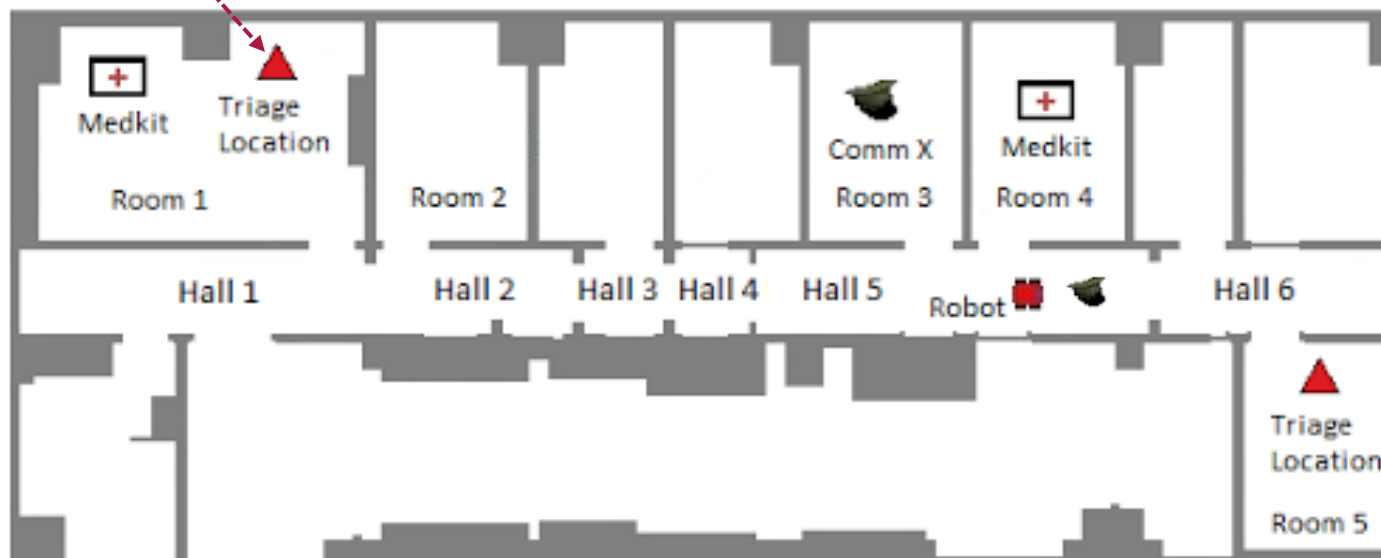 Medkit
Triage
Location
Room 1
Room 2
Comm X
Room 3
Medkit
Room 4
Hall 1
Hall 2
Hall 3
Hall 4
Hall 5
Robot
Hall 6
Triage
Location
Room 5